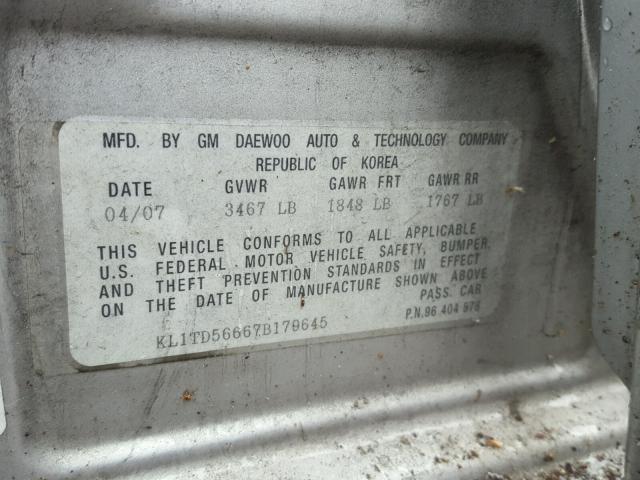 MFD. BY GM DAEWOO AUTO & TECHNOLOGY COMPANY
REPUBLIC OF KOREA
DATE GVWR GAWR FRT GAWR RR
04/07 3467 LB 1848 LB 1767 LB
THIS VEHICLE CONFORMS TO ALL APPLICABLE
U.S. FEDERAL MOTOR VEHICLE SAFETY, BUMPER,
AND THEFT PREVENTION STANDARDS IN EFFECT
ON THE DATE OF MANUFACTURE SHOWN ABOVE
PASS. CAR
KL1TD56667B179645 P.N.96 404 978